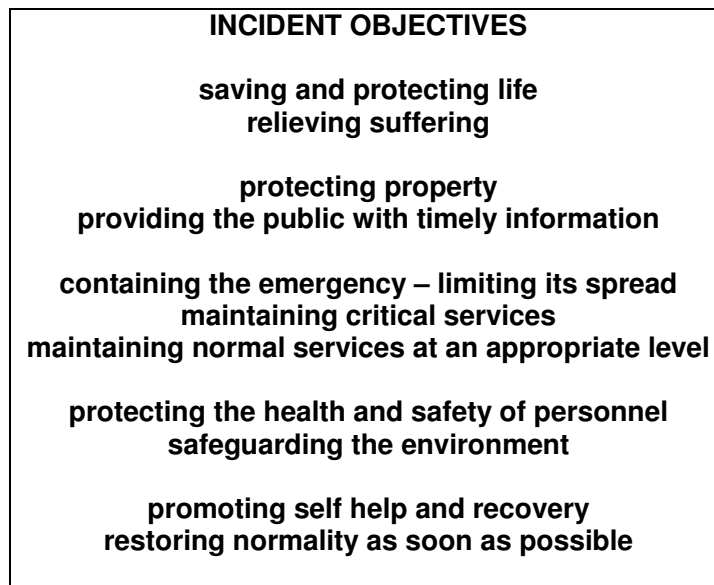 INCIDENT OBJECTIVES
saving and protecting life
relieving suffering
protecting property
providing the public with timely information
containing the emergency – limiting its spread
maintaining critical services
maintaining normal services at an appropriate level
protecting the health and safety of personnel
safeguarding the environment
promoting self help and recovery
restoring normality as soon as possible